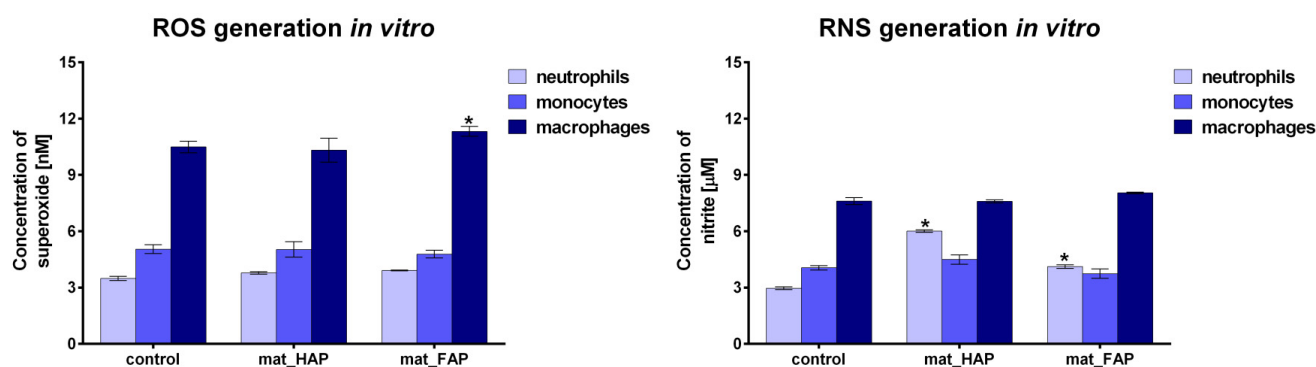 ROS generation in vitro
15
12
9
6
3
0
Concentration of
superoxide [nM]
*
control
mat_HAP
mat_FAP
neutrophils
monocytes
macrophages
RNS generation in vitro
15
12
9
6
3
0
Concentration of
nitrite [μM]
*
*
control
mat_HAP
mat_FAP
neutrophils
monocytes
macrophages